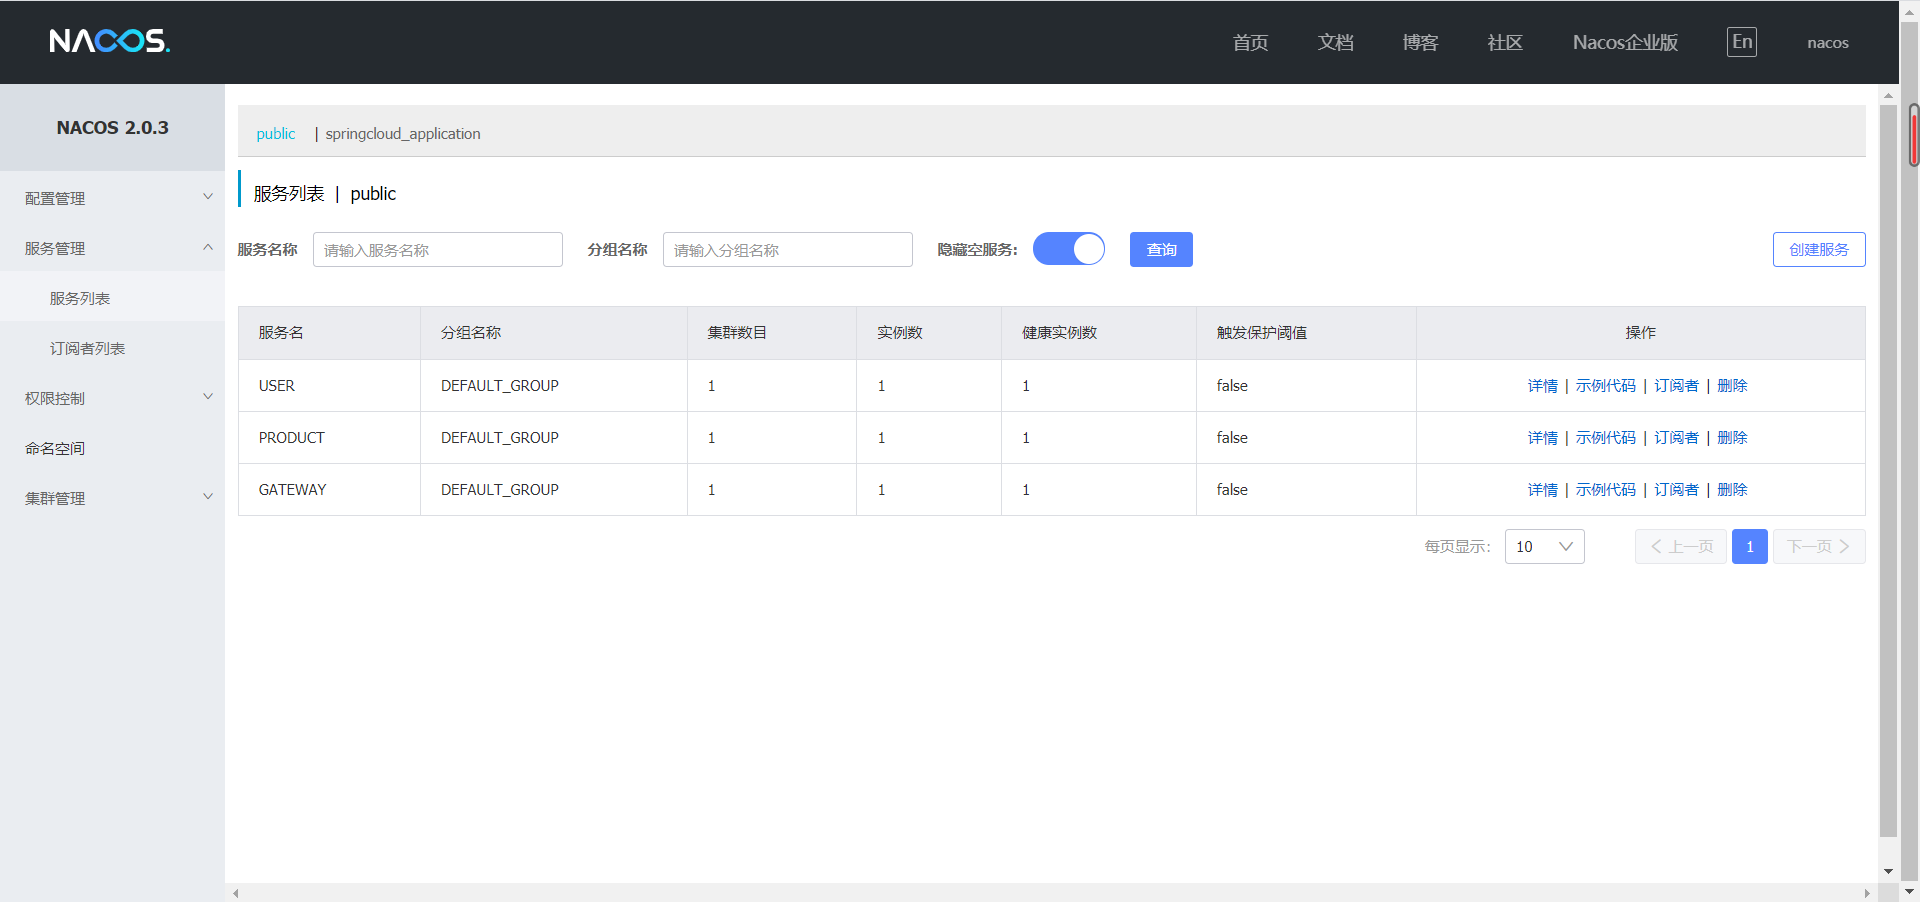 NACOS.
首页 文档 博客 社区 Nacos企业版 En nacos
NACOS 2.0.3
配置管理
服务管理
服务列表
订阅者列表
权限控制
命名空间
集群管理
public | springcloud_application
服务列表 | public
服务名称 请输入服务名称 分组名称 请输入分组名称 隐藏空服务: 查询 创建服务
服务名 分组名称 集群数目 实例数 健康实例数 触发保护阈值 操作
USER DEFAULT_GROUP 1 1 1 false 详情 | 示例代码 | 订阅者 | 删除
PRODUCT DEFAULT_GROUP 1 1 1 false 详情 | 示例代码 | 订阅者 | 删除
GATEWAY DEFAULT_GROUP 1 1 1 false 详情 | 示例代码 | 订阅者 | 删除
每页显示: 10 上一页 1 下一页